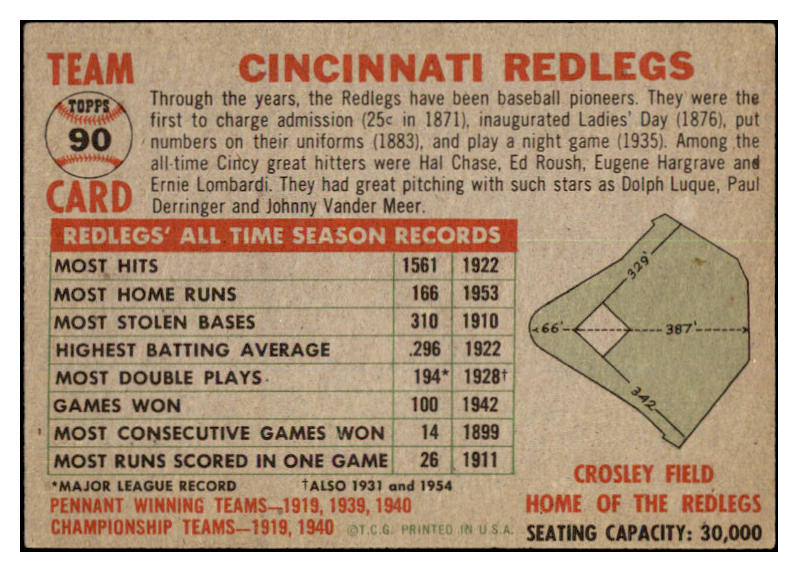 TEAM
TOPPS
90
CARD
CINCINNATI REDLEGS
Through the years, the Redlegs have been baseball pioneers. They were the
first to charge admission (25c in 1871), inaugurated Ladies' Day (1876), put
numbers on their uniforms (1883), and play a night game (1935). Among the
all-time Cincy great hitters were Hal Chase, Ed Roush, Eugene Hargrave and
Ernie Lombardi. They had great pitching with such stars as Dolph Luque, Paul
Derringer and Johnny Vander Meer.
REDLEGS' ALL TIME SEASON RECORDS
MOST HITS 1561 1922
MOST HOME RUNS 166 1953
MOST STOLEN BASES 310 1910
HIGHEST BATTING AVERAGE .296 1922
MOST DOUBLE PLAYS 194* 1928†
GAMES WON 100 1942
MOST CONSECUTIVE GAMES WON 14 1899
MOST RUNS SCORED IN ONE GAME 26 1911
*MAJOR LEAGUE RECORD †ALSO 1931 and 1954
PENNANT WINNING TEAMS—1919, 1939, 1940
CHAMPIONSHIP TEAMS—1919, 1940 ©T.C.G. PRINTED IN U.S.A.
329'
66'
387'
342'
CROSLEY FIELD
HOME OF THE REDLEGS
SEATING CAPACITY: 30,000